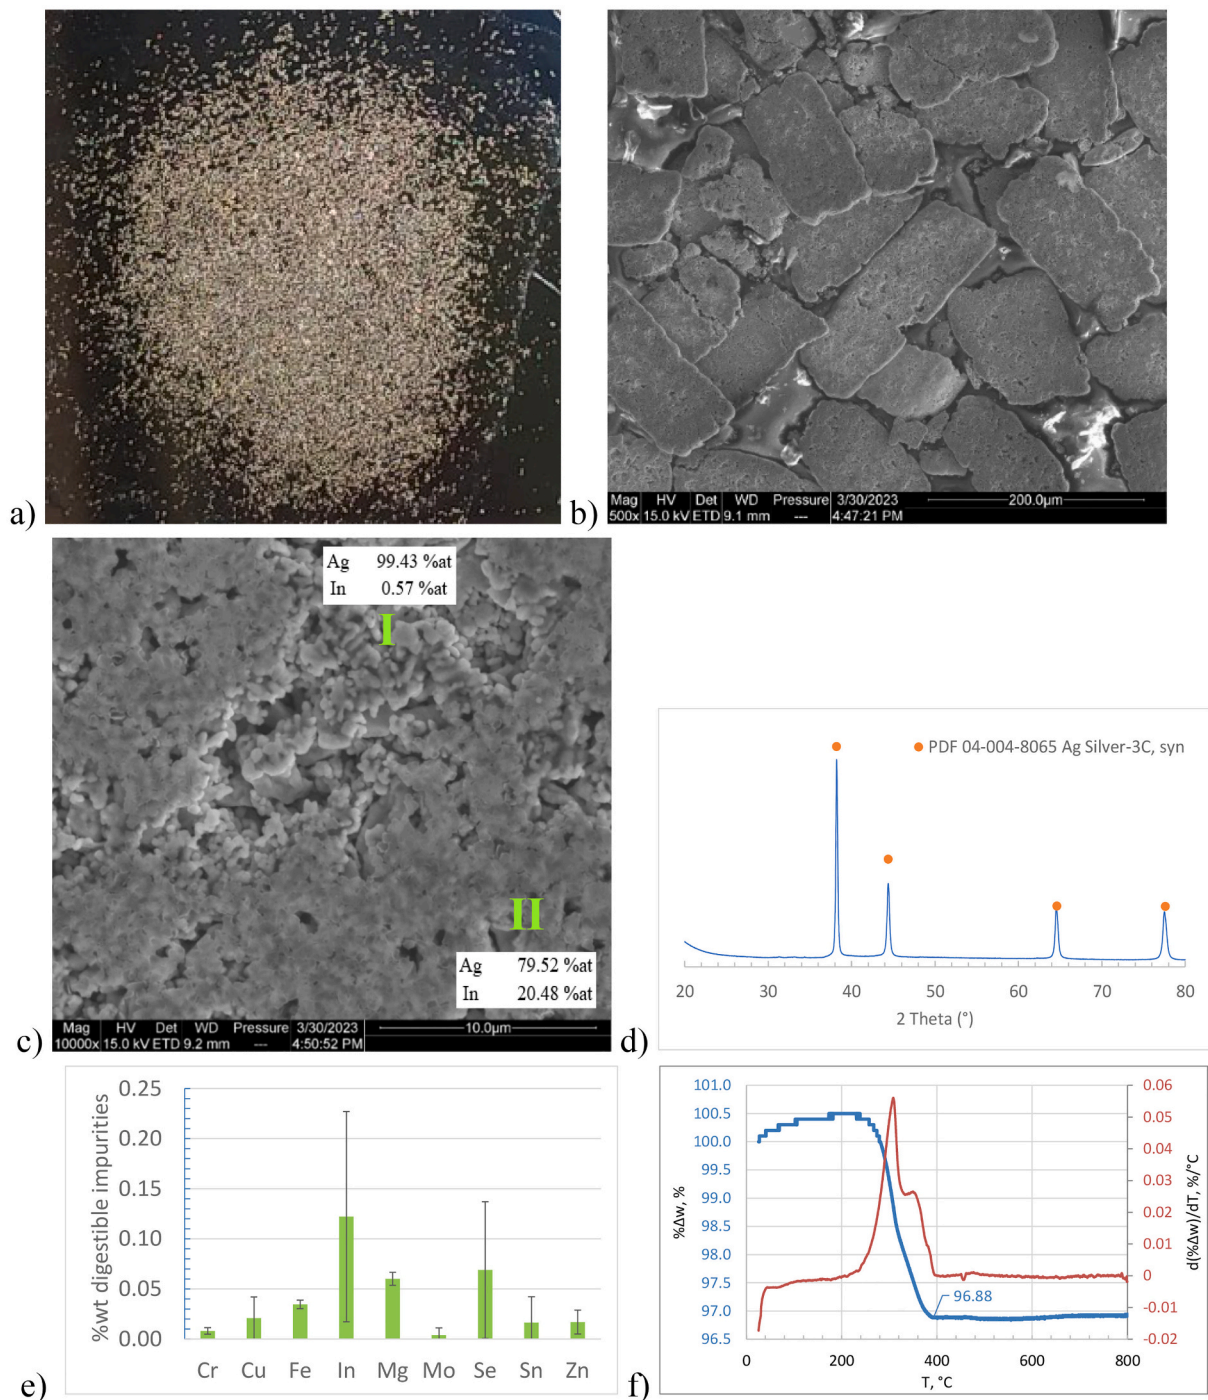 a)
b)
Mag HV Det WD Pressure 3/30/2023 200.0µm
500x 15.0 kV ETD 9.1 mm --- 4:47:21 PM
Ag 99.43 %at
In 0.57 %at
I
II
Ag 79.52 %at
In 20.48 %at
Mag HV Det WD Pressure 3/30/2023 10.0µm
10000x 15.0 kV ETD 9.2 mm --- 4:50:52 PM
c)
PDF 04-004-8065 Ag Silver-3C, syn
20 30 40 50 60 70 80
2 Theta (°)
d)
%wt digestible impurities
0.25
0.20
0.15
0.10
0.05
0.00
Cr Cu Fe In Mg Mo Se Sn Zn
e)
%Δw, %
101.0
100.5
100.0
99.5
99.0
98.5
98.0
97.5
97.0
96.5
96.88
0 200 400 600 800
T, °C
0.06
0.05
0.04
0.03
0.02
0.01
0
-0.01
-0.02
d(%Δw)/dT, %/°C
f)